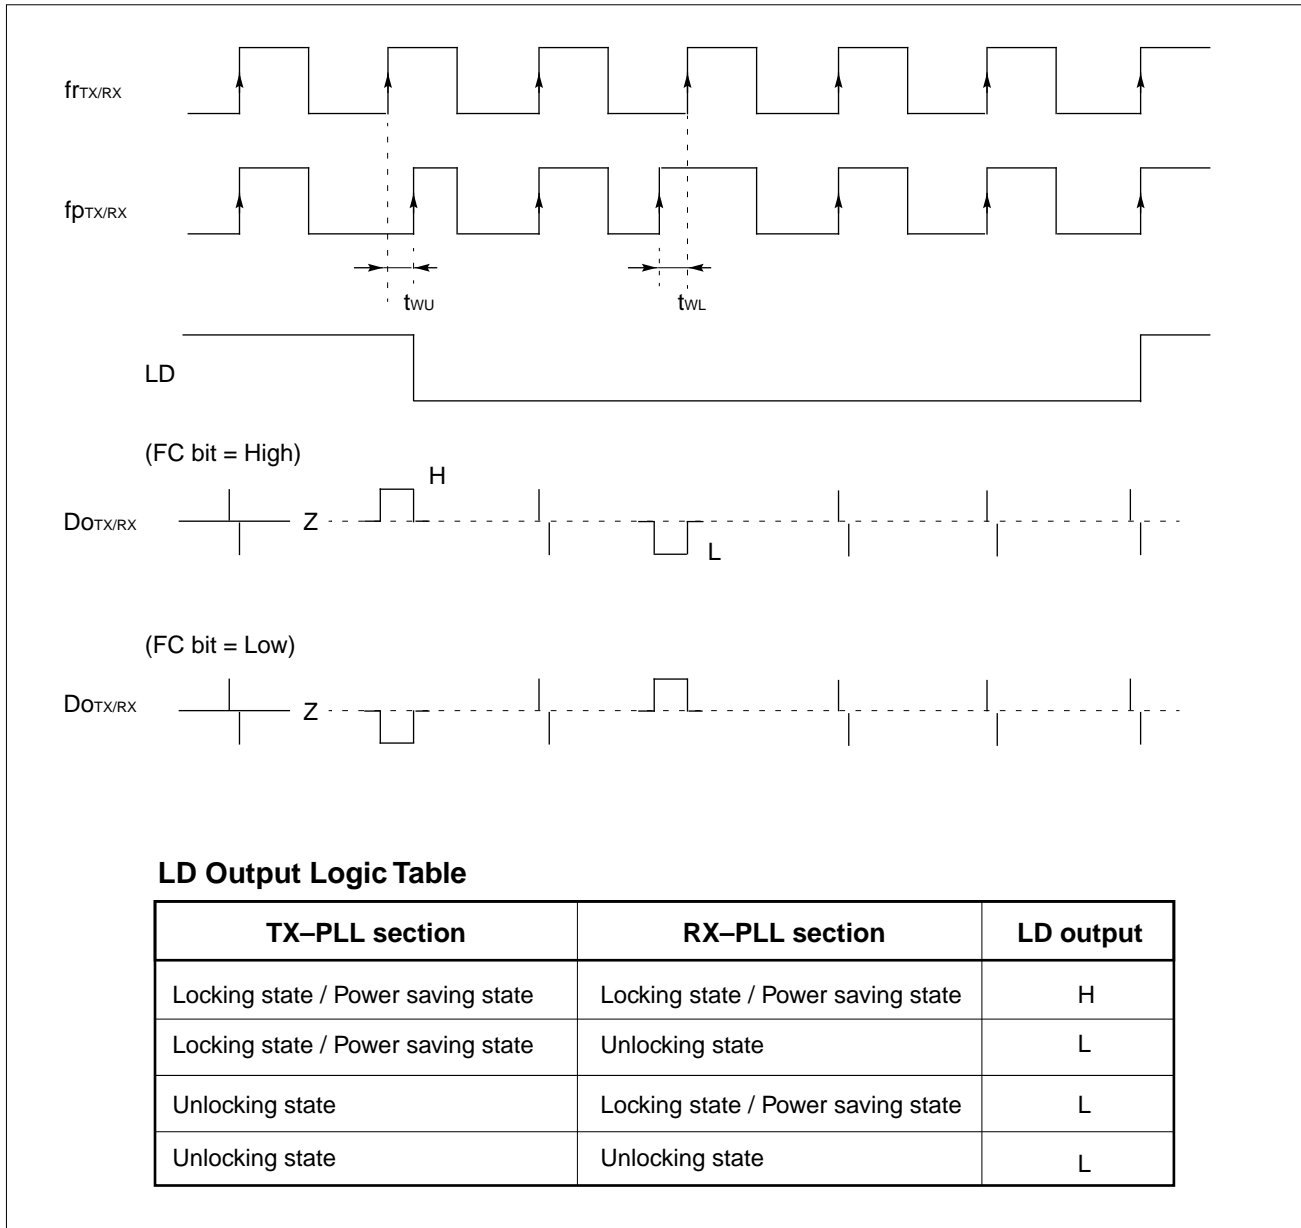 frTX/RX
fpTX/RX
tWU tWL
LD
(FC bit = High)
H
DoTX/RX Z
L
(FC bit = Low)
DoTX/RX Z
LD Output Logic Table
TX–PLL section RX–PLL section LD output
Locking state / Power saving state Locking state / Power saving state H
Locking state / Power saving state Unlocking state L
Unlocking state Locking state / Power saving state L
Unlocking state Unlocking state L